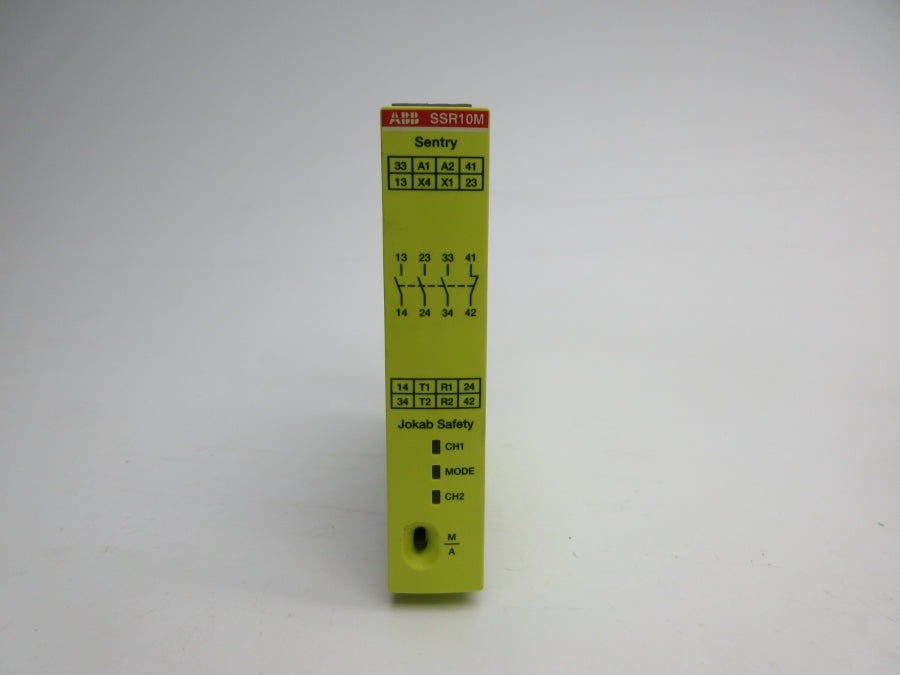 ABB SSR10M
Sentry
33 A1 A2 41
13 X4 X1 23
13 23 33 41
14 24 34 42
14 T1 R1 24
34 T2 R2 42
Jokab Safety
CH1
MODE
CH2
M
A